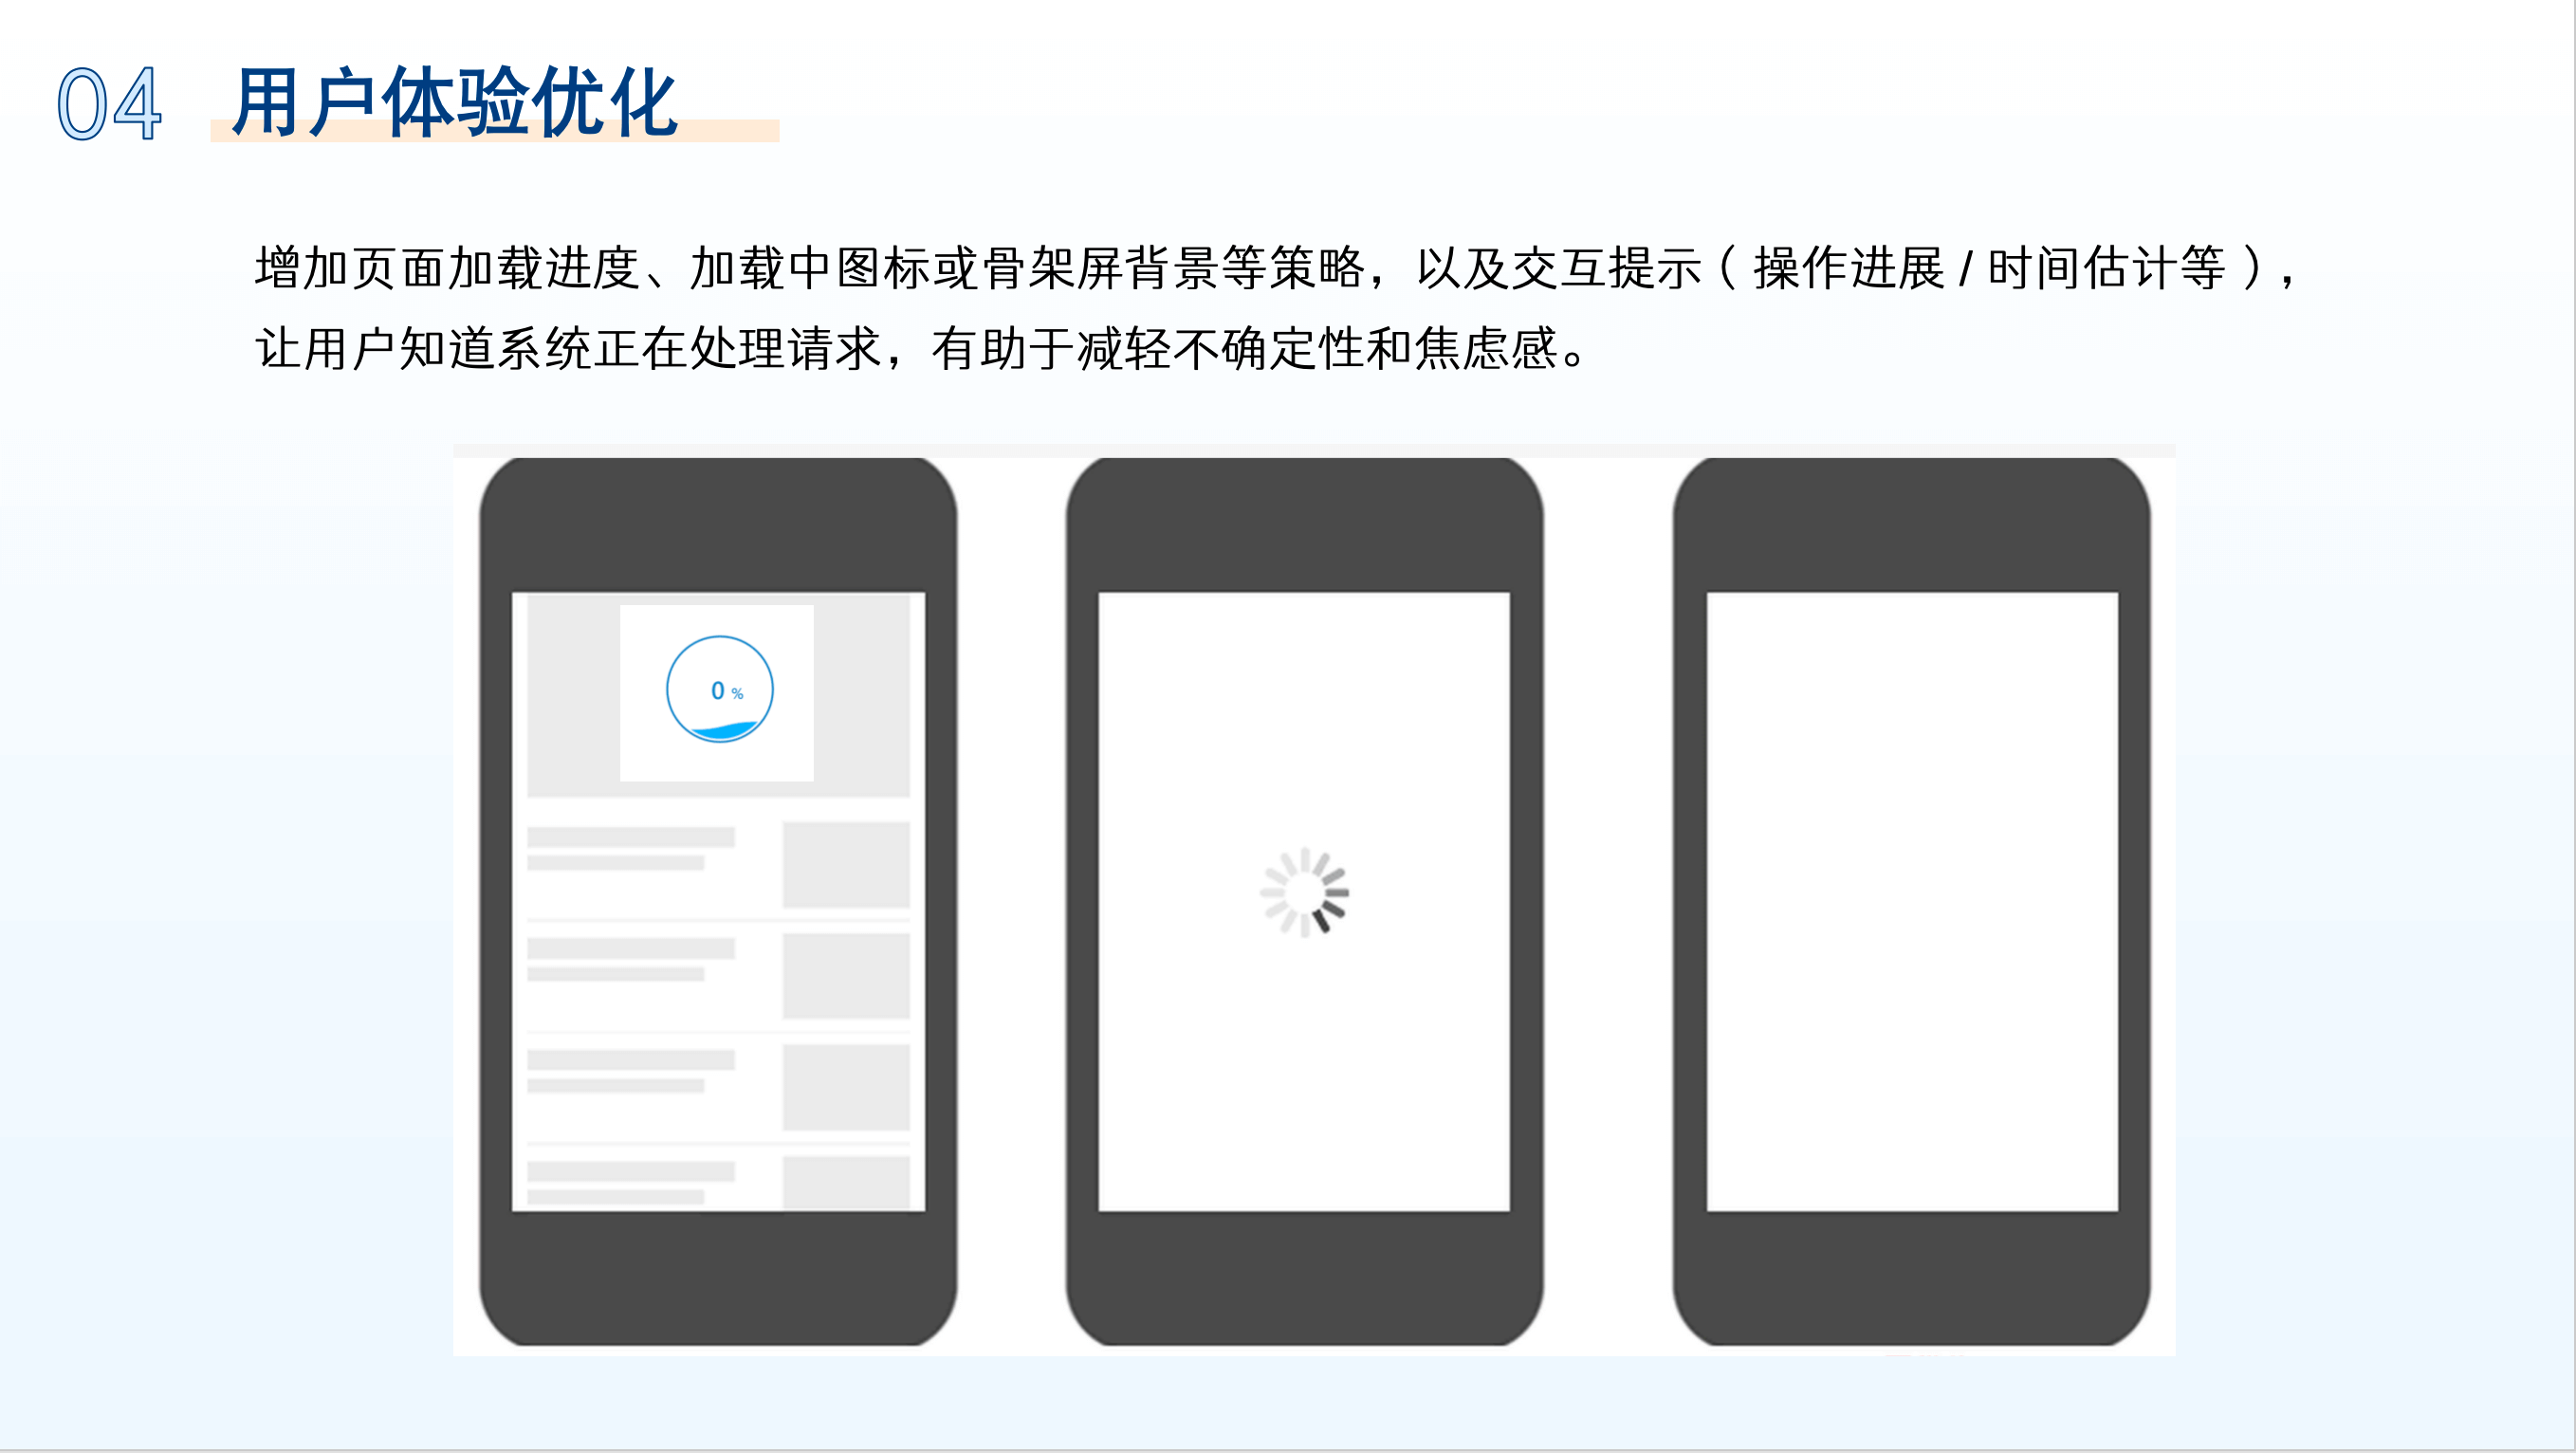 04 用户体验优化
增加页面加载进度、加载中图标或骨架屏背景等策略，以及交互提示（操作进展/时间估计等），
让用户知道系统正在处理请求，有助于减轻不确定性和焦虑感。
0 %